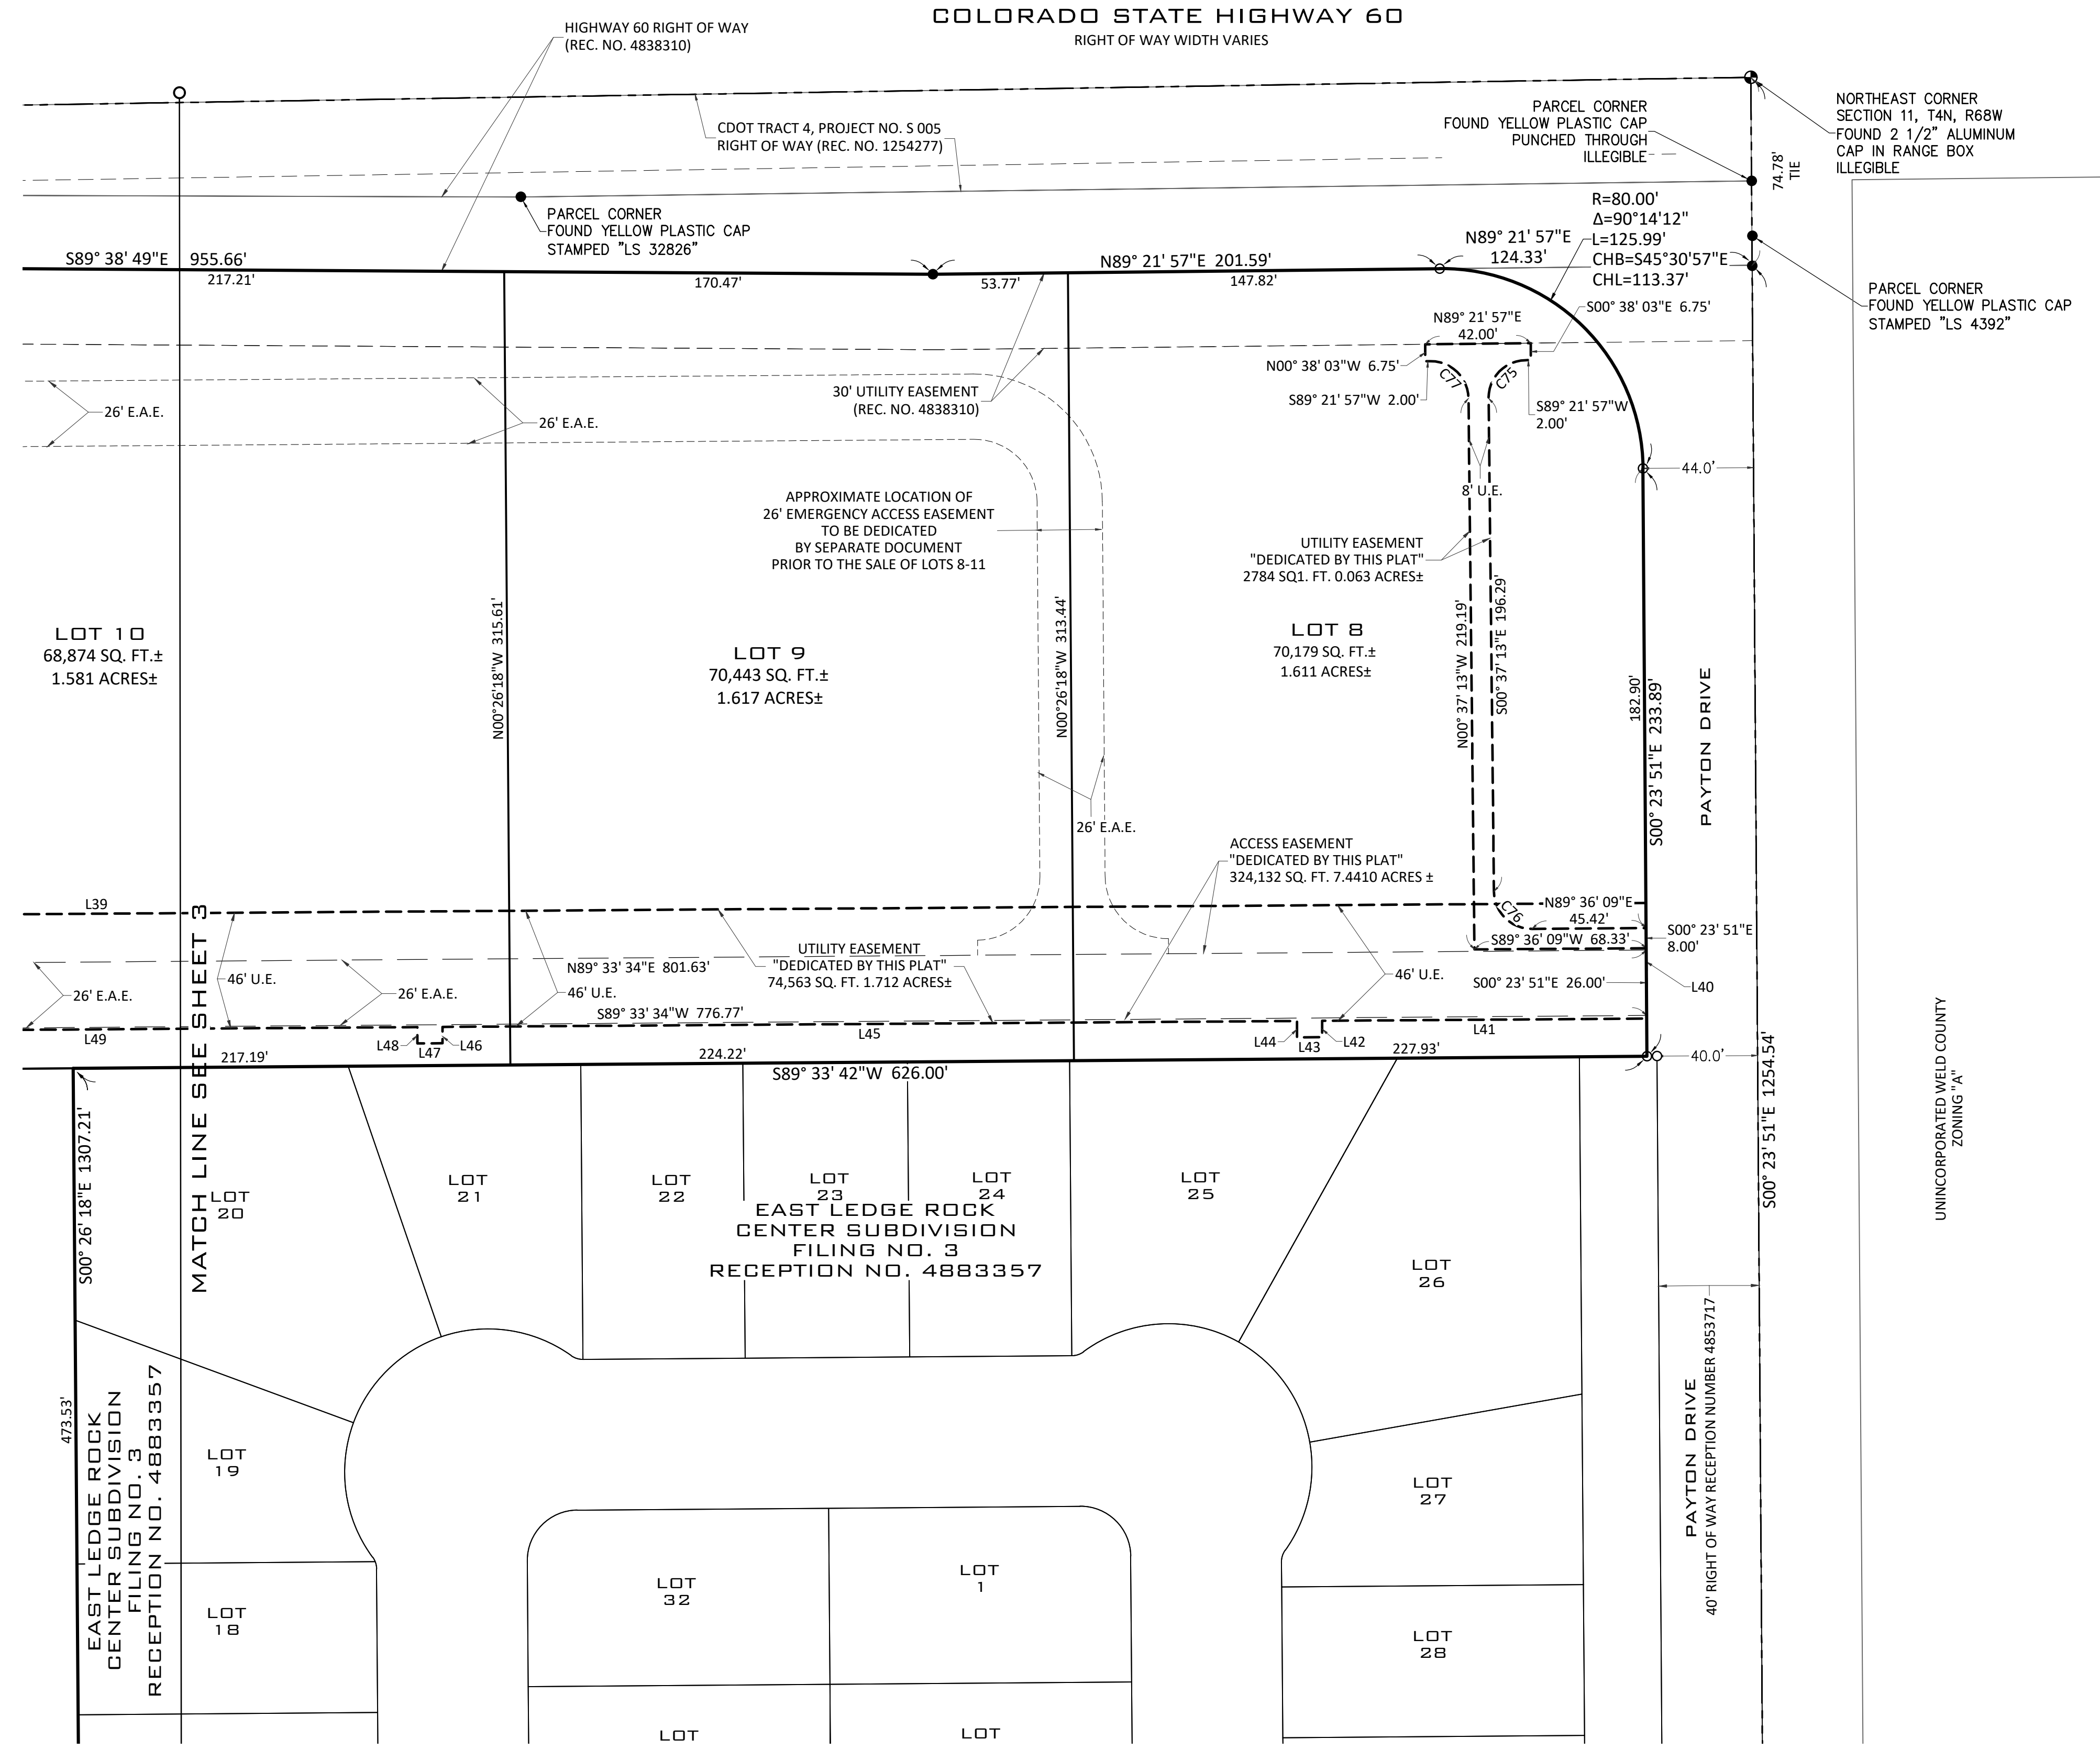 COLORADO STATE HIGHWAY 60
RIGHT OF WAY WIDTH VARIES
HIGHWAY 60 RIGHT OF WAY
(REC. NO. 4838310)
CDOT TRACT 4, PROJECT NO. S 005
RIGHT OF WAY (REC. NO. 1254277)
PARCEL CORNER
FOUND YELLOW PLASTIC CAP
PUNCHED THROUGH
ILLEGIBLE
NORTHEAST CORNER
SECTION 11, T4N, R68W
FOUND 2 1/2" ALUMINUM
CAP IN RANGE BOX
ILLEGIBLE
74.78'
TIE
PARCEL CORNER
FOUND YELLOW PLASTIC CAP
STAMPED "LS 32826"
R=80.00'
Δ=90°14'12"
L=125.99'
CHB=S45°30'57"E
CHL=113.37'
N89° 21' 57"E
124.33'
S89° 38' 49"E 955.66'
217.21'
170.47'
53.77'
N89° 21' 57"E 201.59'
147.82'
PARCEL CORNER
FOUND YELLOW PLASTIC CAP
STAMPED "LS 4392"
S00° 38' 03"E 6.75'
N89° 21' 57"E
42.00'
N00° 38' 03"W 6.75'
S89° 21' 57"W 2.00'
C77
C75
S89° 21' 57"W
2.00'
30' UTILITY EASEMENT
(REC. NO. 4838310)
26' E.A.E.
26' E.A.E.
44.0'
8' U.E.
APPROXIMATE LOCATION OF
26' EMERGENCY ACCESS EASEMENT
TO BE DEDICATED
BY SEPARATE DOCUMENT
PRIOR TO THE SALE OF LOTS 8-11
UTILITY EASEMENT
"DEDICATED BY THIS PLAT"
2784 SQ1. FT. 0.063 ACRES±
LOT 10
68,874 SQ. FT.±
1.581 ACRES±
N00°26'18"W 315.61'
LOT 9
70,443 SQ. FT.±
1.617 ACRES±
N00°26'18"W 313.44'
LOT 8
70,179 SQ. FT.±
1.611 ACRES±
N00° 37' 13"W 219.19'
S00° 37' 13"E 196.29'
182.90'
S00° 23' 51"E 233.89'
PAYTON DRIVE
26' E.A.E.
ACCESS EASEMENT
"DEDICATED BY THIS PLAT"
324,132 SQ. FT. 7.4410 ACRES ±
L39
MATCH LINE SEE SHEET 3
C76
N89° 36' 09"E
45.42'
S89° 36' 09"W 68.33'
S00° 23' 51"E
8.00'
UTILITY EASEMENT
"DEDICATED BY THIS PLAT"
74,563 SQ. FT. 1.712 ACRES±
N89° 33' 34"E 801.63'
46' U.E.
26' E.A.E.
26' E.A.E.
46' U.E.
46' U.E.
S00° 23' 51"E 26.00'
L40
S89° 33' 34"W 776.77'
L49
L48
L47
L46
L45
L44
L43
L42
L41
217.19'
224.22'
227.93'
S89° 33' 42"W 626.00'
40.0'
S00° 23' 51"E 1254.54'
UNINCORPORATED WELD COUNTY
ZONING "A"
S00° 26' 18"E 1307.21'
LOT
20
LOT
21
LOT
22
LOT
23
LOT
24
LOT
25
EAST LEDGE ROCK
CENTER SUBDIVISION
FILING NO. 3
RECEPTION NO. 4883357
LOT
26
473.53'
EAST LEDGE ROCK
CENTER SUBDIVISION
FILING NO. 3
RECEPTION NO. 4883357
LOT
19
LOT
27
PAYTON DRIVE
40' RIGHT OF WAY RECEPTION NUMBER 4853717
LOT
18
LOT
32
LOT
1
LOT
28
LOT
LOT